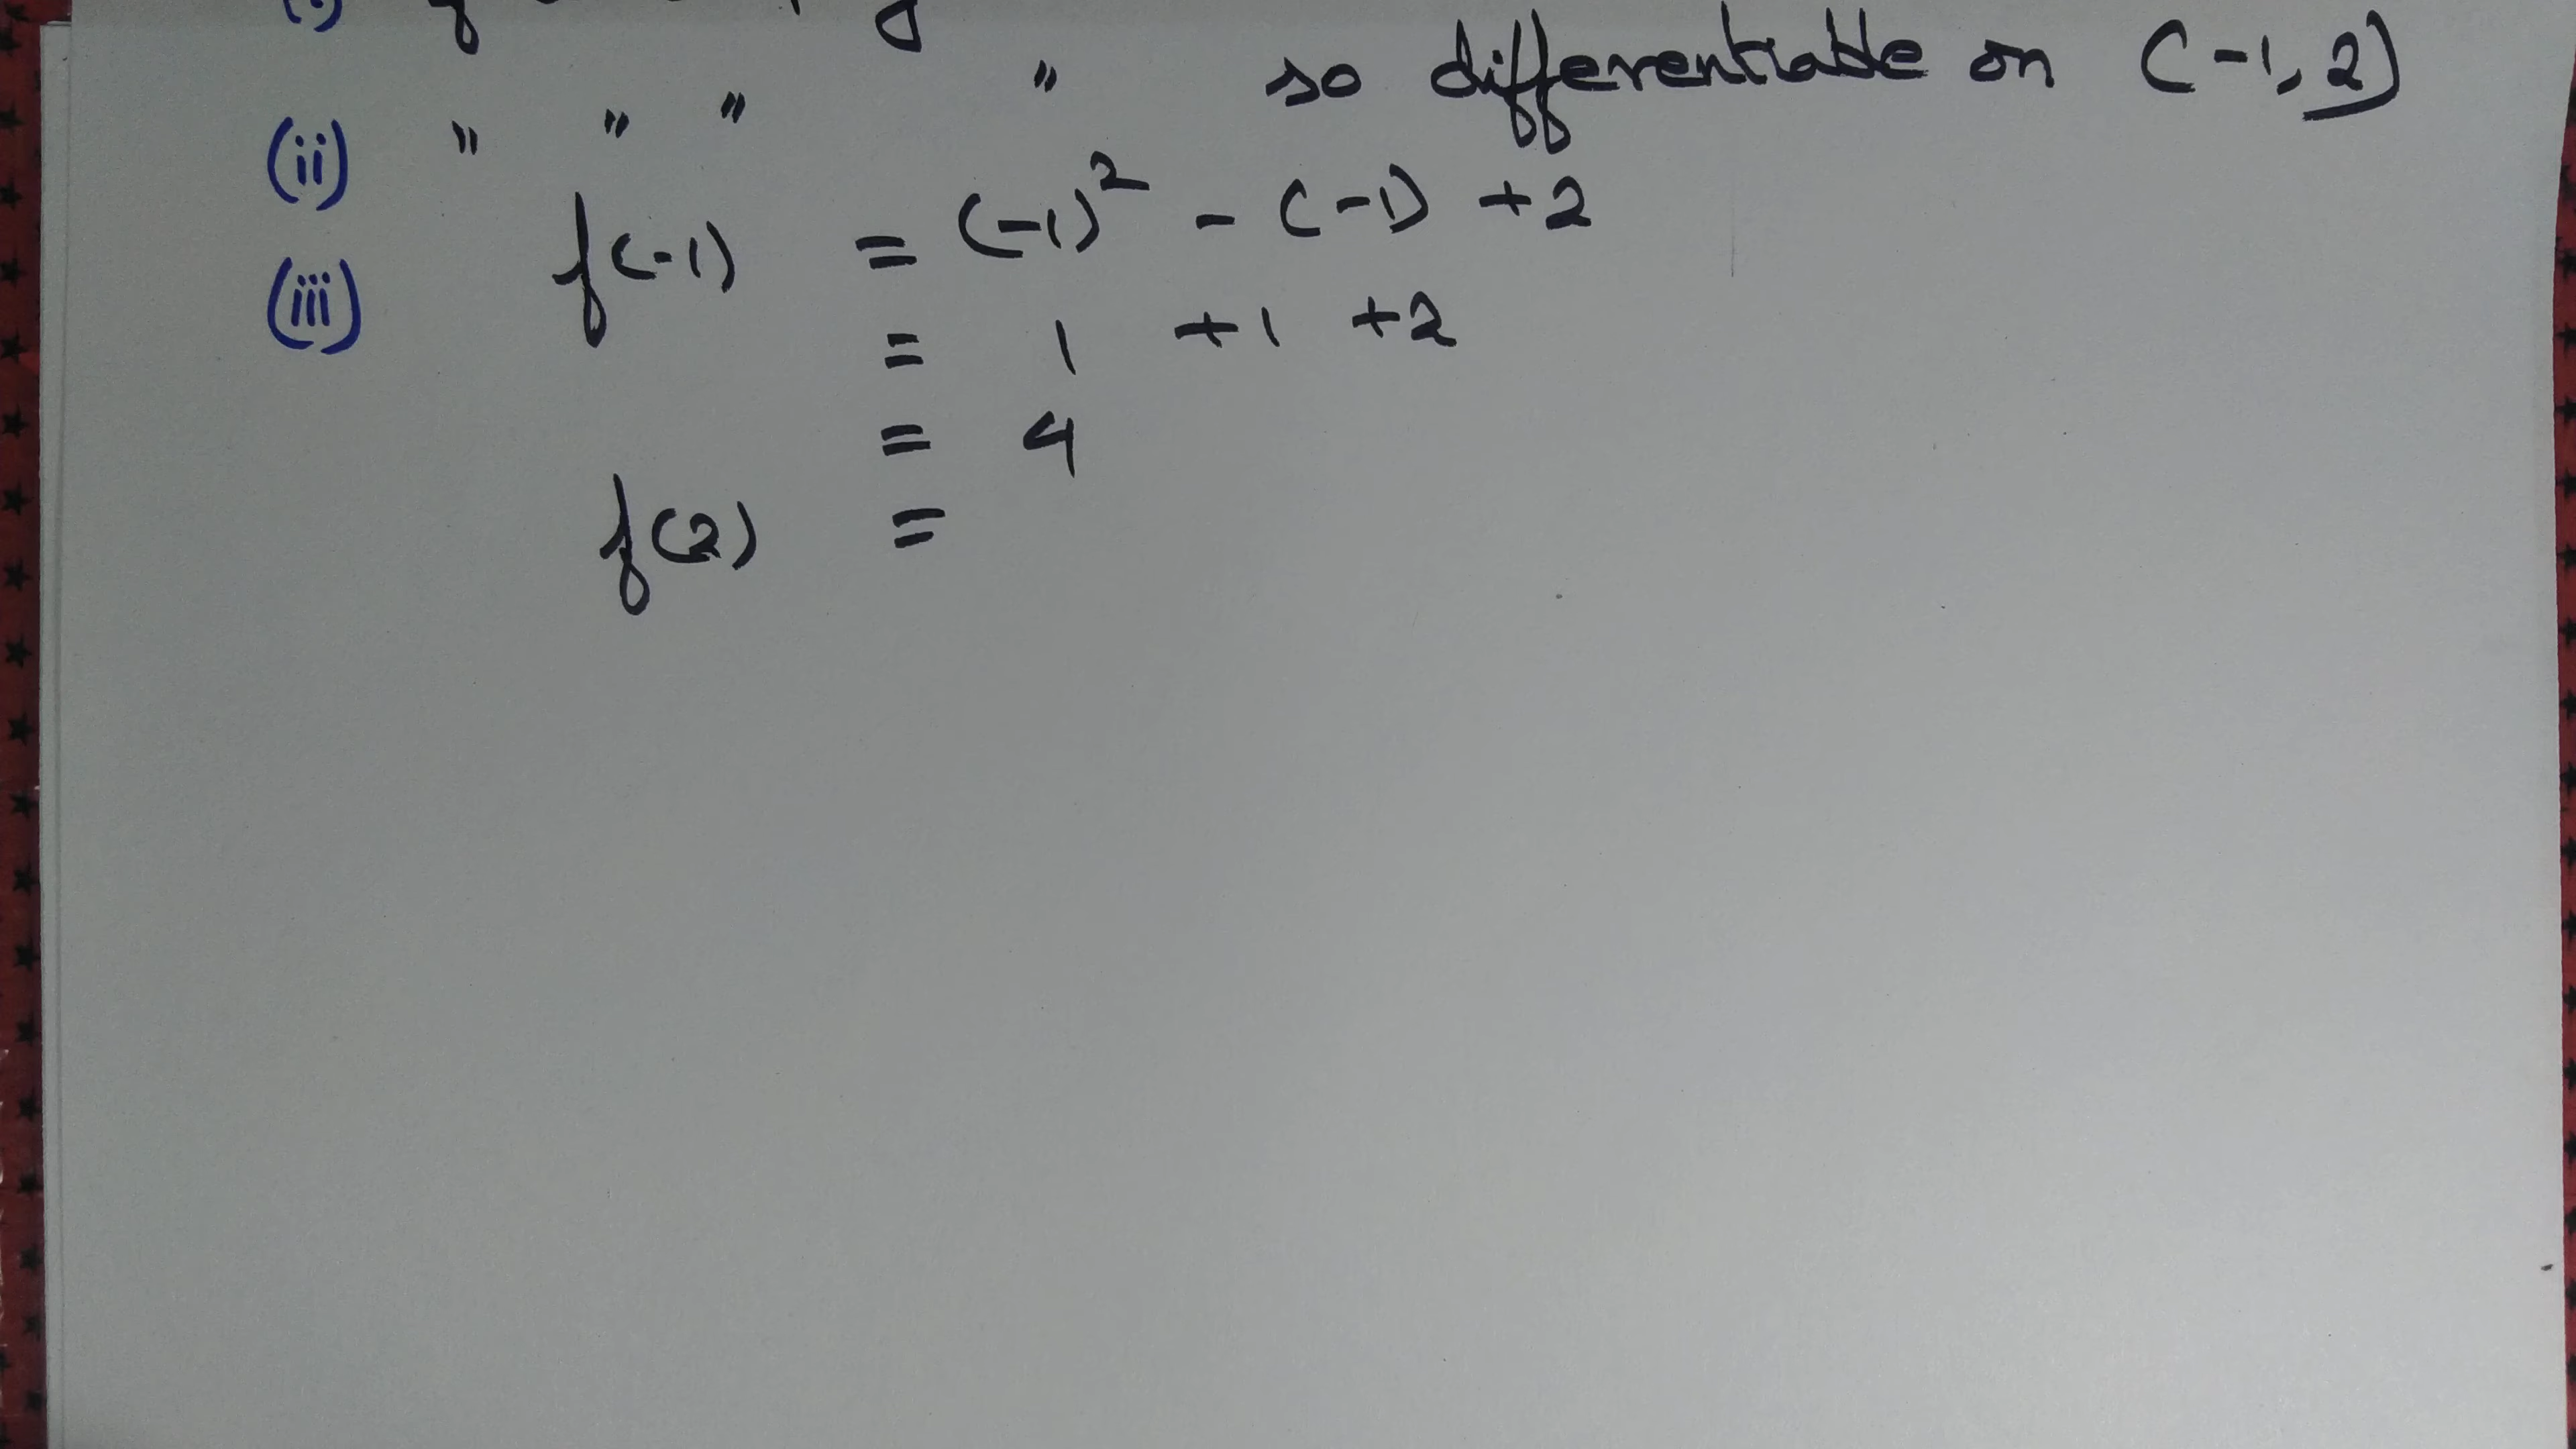 (i)
(ii) " " " " so differentiable on (-1, 2)
(iii) f(-1) = (-1)² - (-1) +2
= 1 +1 +2
= 4
f(2) =